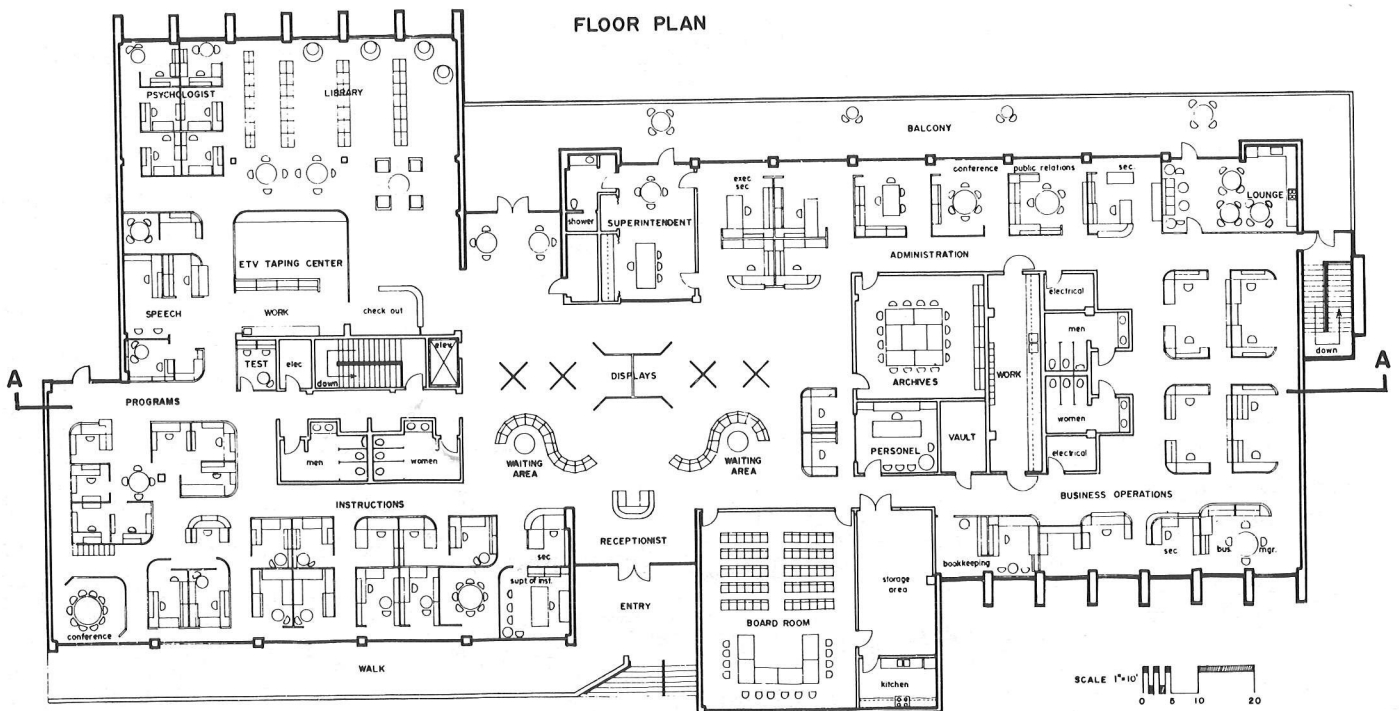 FLOOR PLAN
PSYCHOLOGIST
LIBRARY
BALCONY
exec
sec
conference
public relations
sec.
LOUNGE
shower
SUPERINTENDENT
ETV TAPING CENTER
ADMINISTRATION
SPEECH
WORK
check out
electrical
men
TEST
elec
down
elev.
DISPLAYS
ARCHIVES
WORK
down
A
A
PROGRAMS
women
men
women
WAITING
AREA
WAITING
AREA
PERSONEL
VAULT
electrical
INSTRUCTIONS
BUSINESS OPERATIONS
RECEPTIONIST
sec
supt of inst.
bookkeeping
sec
bus.
mgr.
storage
area
ENTRY
BOARD ROOM
conference
WALK
kitchen
SCALE 1"=10'
0 5 10 20